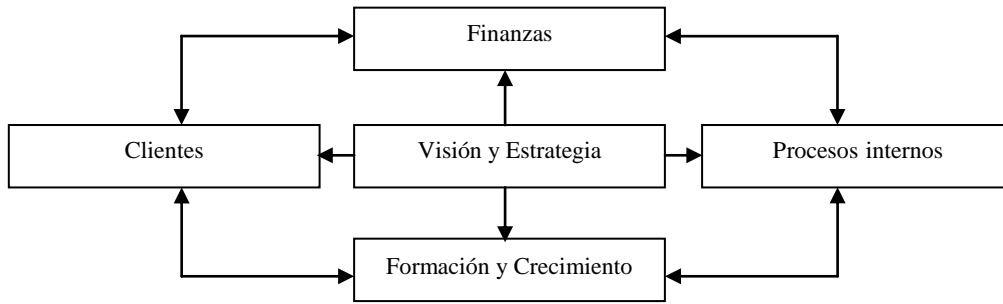 Finanzas
Clientes
Visión y Estrategia
Procesos internos
Formación y Crecimiento